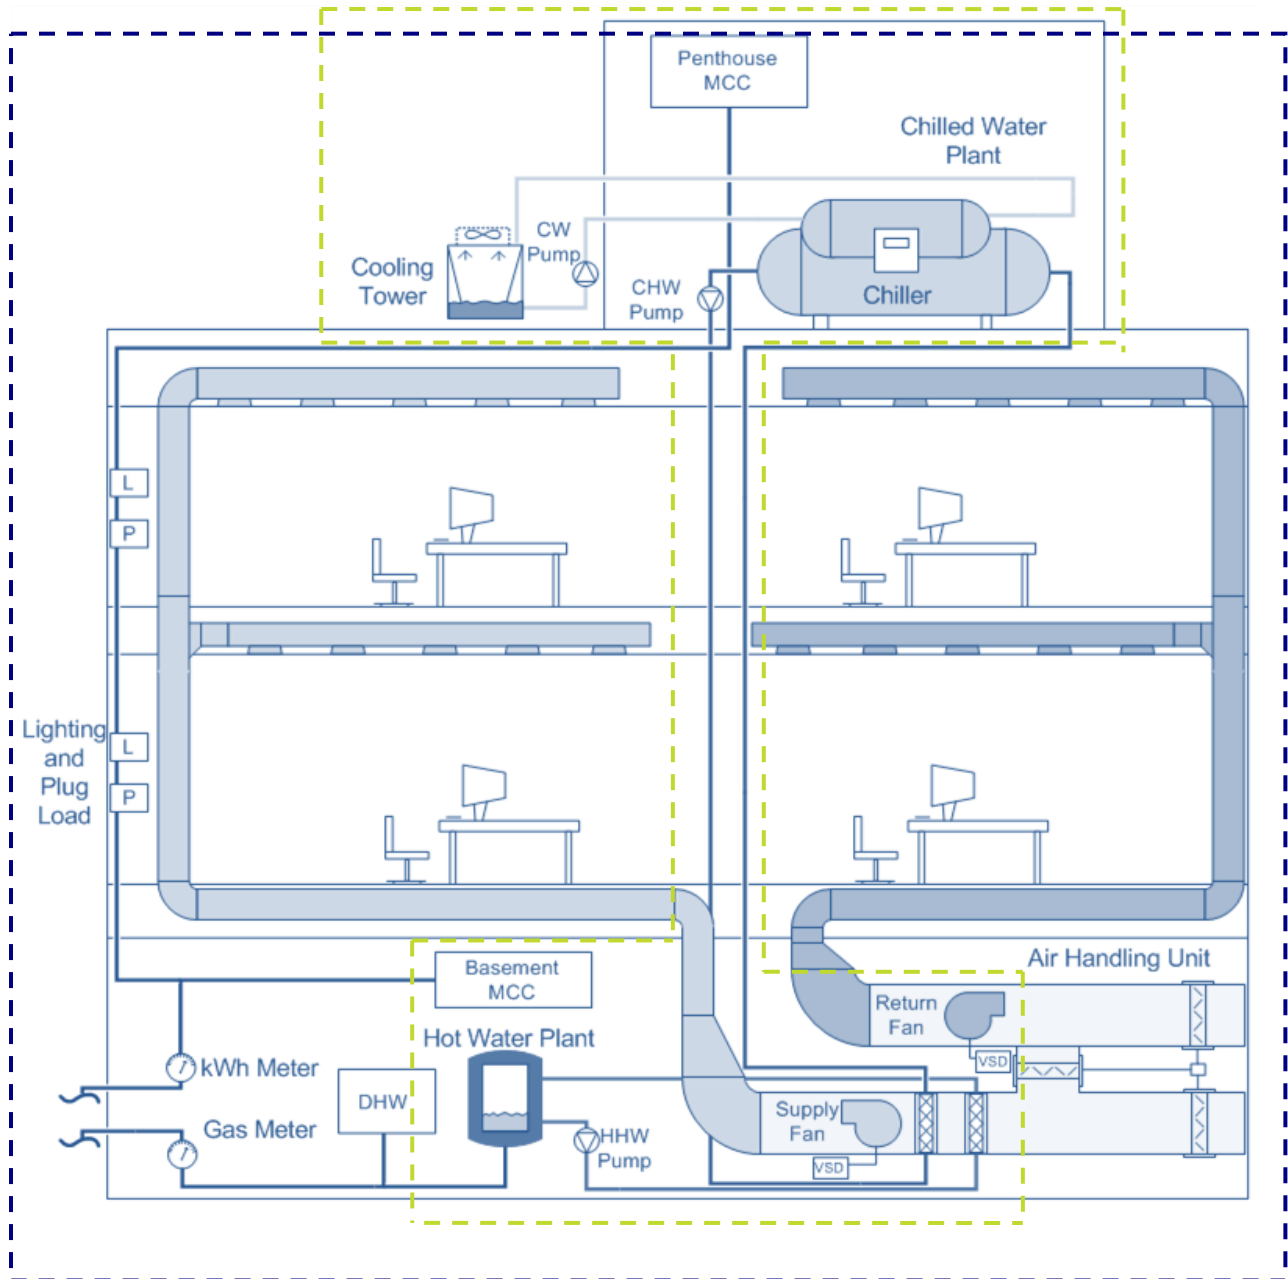 Penthouse
MCC
Chilled Water
Plant
CW
Pump
Cooling
Tower
CHW
Pump
Chiller
L
P
Lighting
and
Plug
Load
L
P
Basement
MCC
Air Handling Unit
Return
Fan
VSD
Hot Water Plant
kWh Meter
DHW
Gas Meter
HHW
Pump
Supply
Fan
VSD